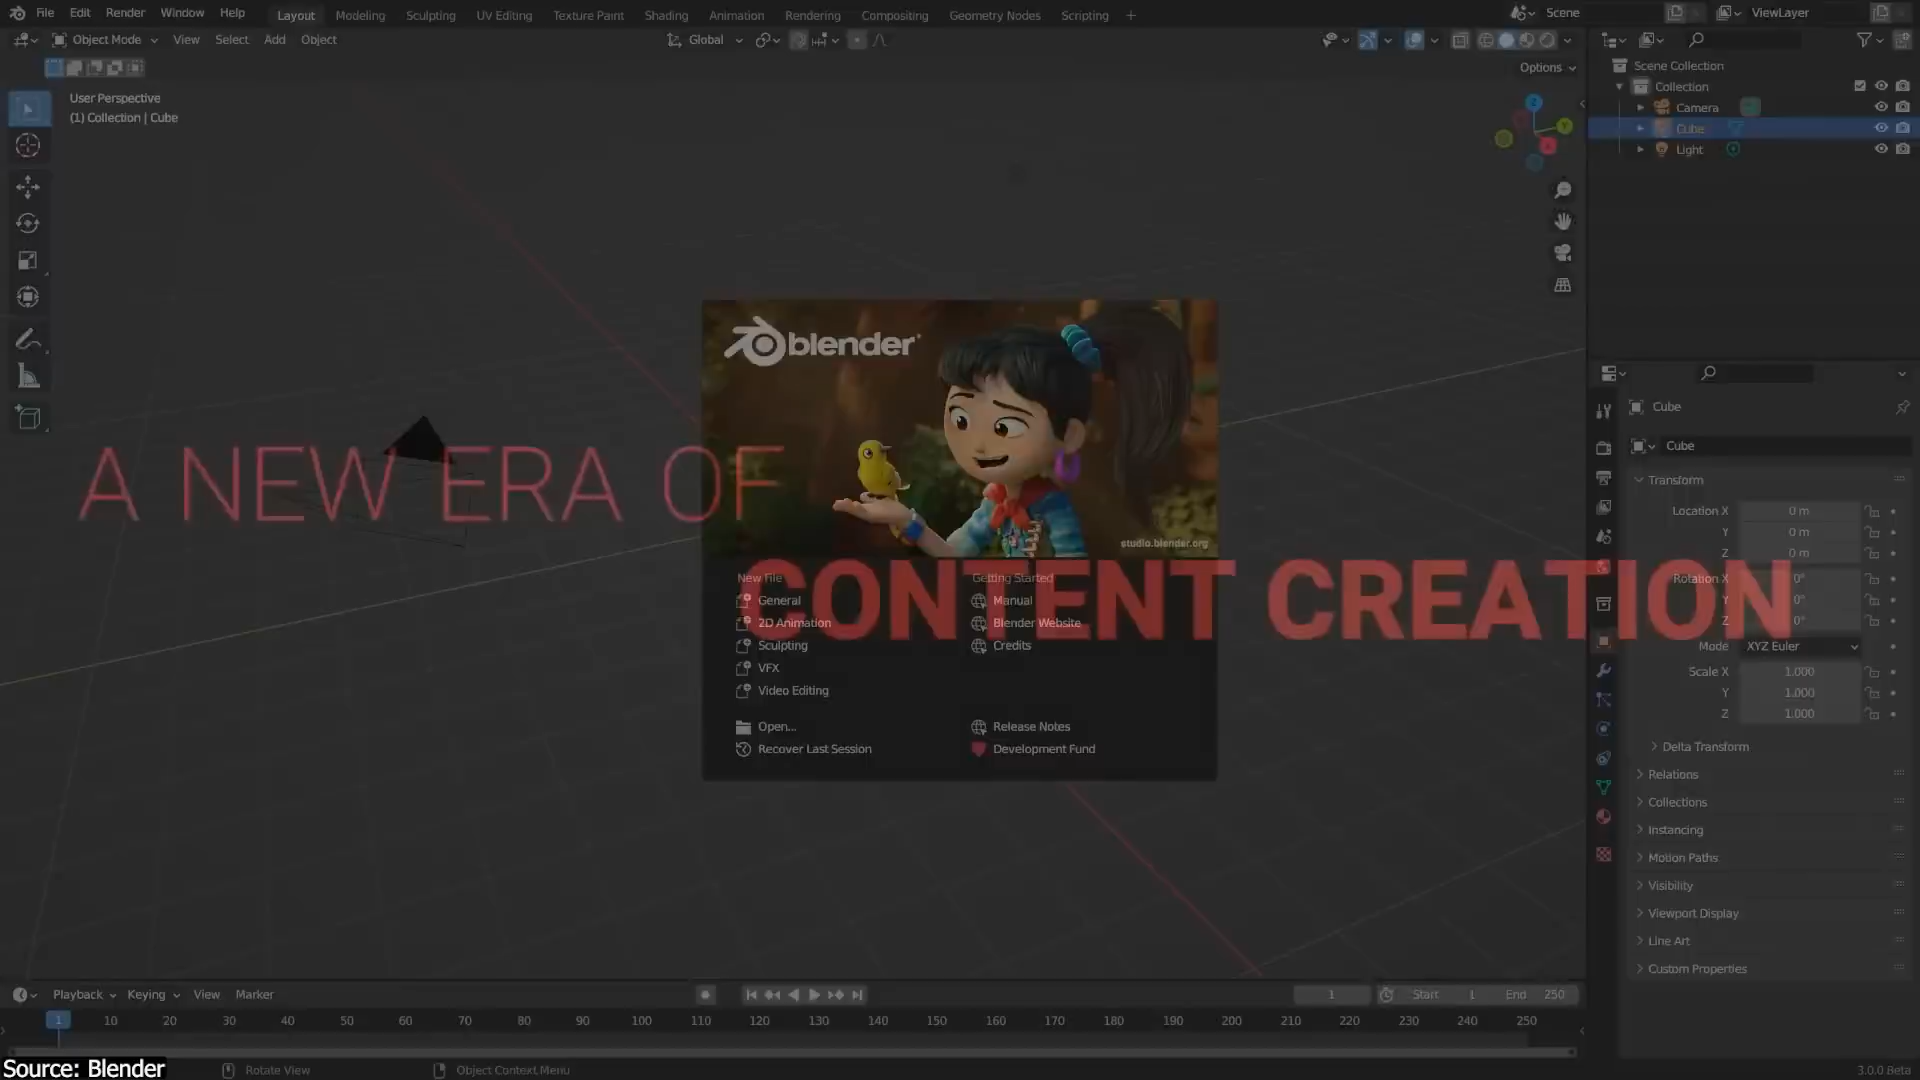 File Edit Render Window Help Layout Modeling Sculpting UV Editing Texture Paint Shading Animation Rendering Compositing Geometry Nodes Scripting + Scene ViewLayer
Object Mode View Select Add Object Global
Options
User Perspective
(1) Collection | Cube
Z
Y
X
Scene Collection
Collection
Camera
Cube
Light
blender
studio.blender.org
A NEW ERA OF
CONTENT CREATION
New File
General
2D Animation
Sculpting
VFX
Video Editing
Open...
Recover Last Session
Getting Started
Manual
Blender Website
Credits
Release Notes
Development Fund
Cube
Cube
Transform
Location X 0 m
Y 0 m
Z 0 m
Rotation X 0°
Y 0°
Z 0°
Mode XYZ Euler
Scale X 1.000
Y 1.000
Z 1.000
Delta Transform
Relations
Collections
Instancing
Motion Paths
Visibility
Viewport Display
Line Art
Custom Properties
Playback Keying View Marker 1 Start 1 End 250
1 10 20 30 40 50 60 70 80 90 100 110 120 130 140 150 160 170 180 190 200 210 220 230 240 250
Source: Blender
Rotate View Object Context Menu 3.0.0 Beta